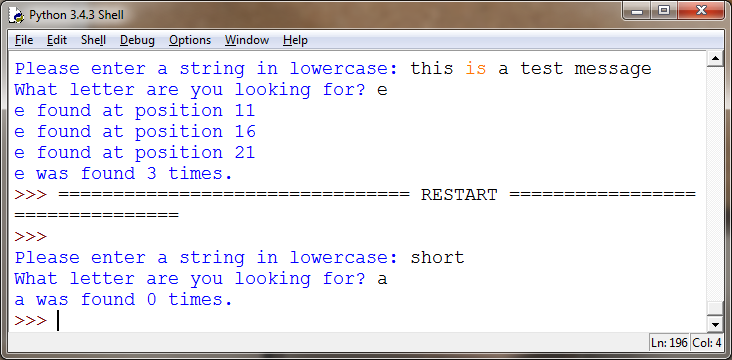 Python 3.4.3 Shell
File Edit Shell Debug Options Window Help
Please enter a string in lowercase: this is a test message
What letter are you looking for? e
e found at position 11
e found at position 16
e found at position 21
e was found 3 times.
>>> ================================ RESTART =================
===============
>>>
Please enter a string in lowercase: short
What letter are you looking for? a
a was found 0 times.
>>>
Ln: 196 Col: 4